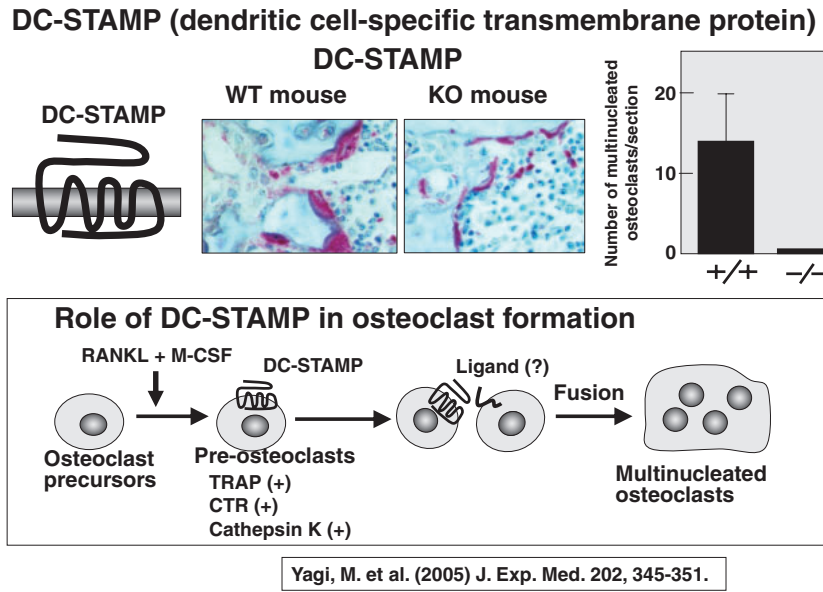 DC-STAMP (dendritic cell-specific transmembrane protein)
DC-STAMP
WT mouse
KO mouse
DC-STAMP
Number of multinucleated
osteoclasts/section
20
10
0
+/+
−/−
Role of DC-STAMP in osteoclast formation
RANKL + M-CSF
DC-STAMP
Ligand (?)
Fusion
Osteoclast
precursors
Pre-osteoclasts
TRAP (+)
CTR (+)
Cathepsin K (+)
Multinucleated
osteoclasts
Yagi, M. et al. (2005) J. Exp. Med. 202, 345-351.